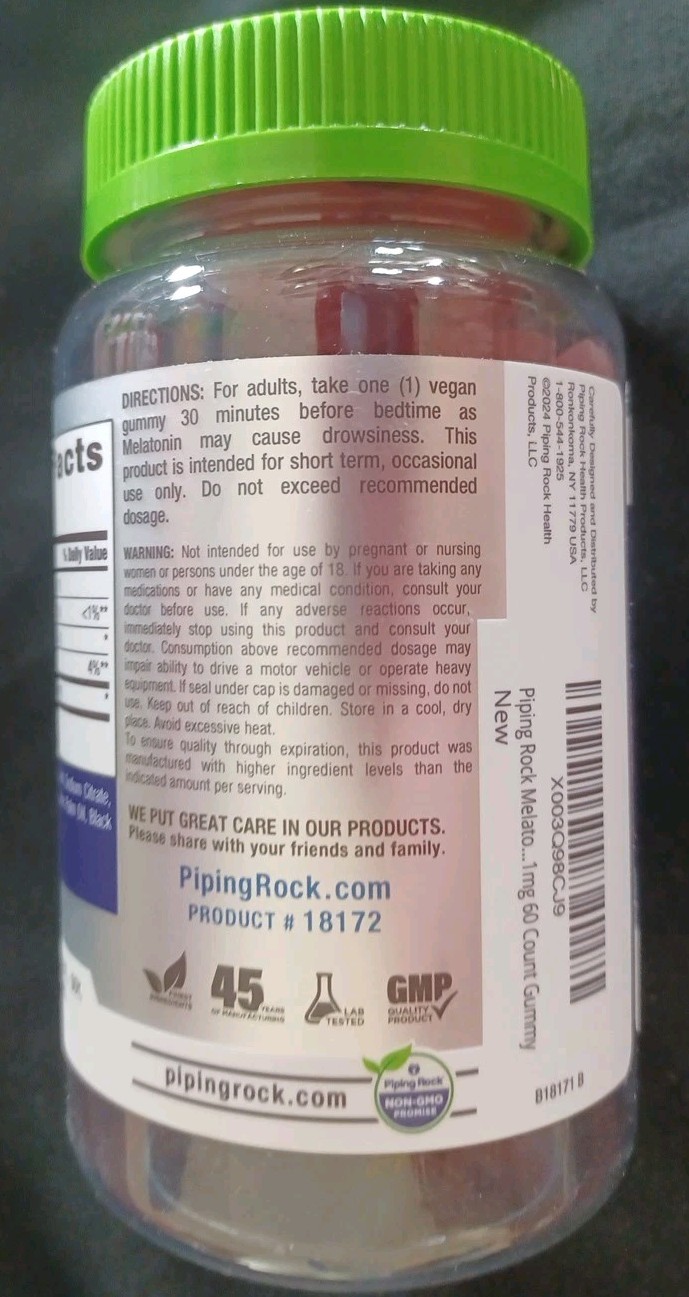 acts
% Daily Value
<1%**
*
4%**
*
Citrate,
Oil, Black
DIRECTIONS: For adults, take one (1) vegan
gummy 30 minutes before bedtime as
Melatonin may cause drowsiness. This
product is intended for short term, occasional
use only. Do not exceed recommended
dosage.
WARNING: Not intended for use by pregnant or nursing
women or persons under the age of 18. If you are taking any
medications or have any medical condition, consult your
doctor before use. If any adverse reactions occur,
immediately stop using this product and consult your
doctor. Consumption above recommended dosage may
impair ability to drive a motor vehicle or operate heavy
equipment. If seal under cap is damaged or missing, do not
use. Keep out of reach of children. Store in a cool, dry
place. Avoid excessive heat.
To ensure quality through expiration, this product was
manufactured with higher ingredient levels than the
indicated amount per serving.
WE PUT GREAT CARE IN OUR PRODUCTS.
Please share with your friends and family.
PipingRock.com
PRODUCT # 18172
FINEST
INGREDIENTS
45
YEARS
OF MANUFACTURING
LAB
TESTED
GMP
QUALITY
PRODUCT
pipingrock.com
Piping Rock
NON-GMO
PROMISE
Carefully Designed and Distributed by
Piping Rock Health Products, LLC
Ronkonkoma, NY 11779 USA
1-800-544-1925
©2024 Piping Rock Health
Products, LLC
X003Q98CJ9
Piping Rock Melato...1mg 60 Count Gummy
New
B18171 B